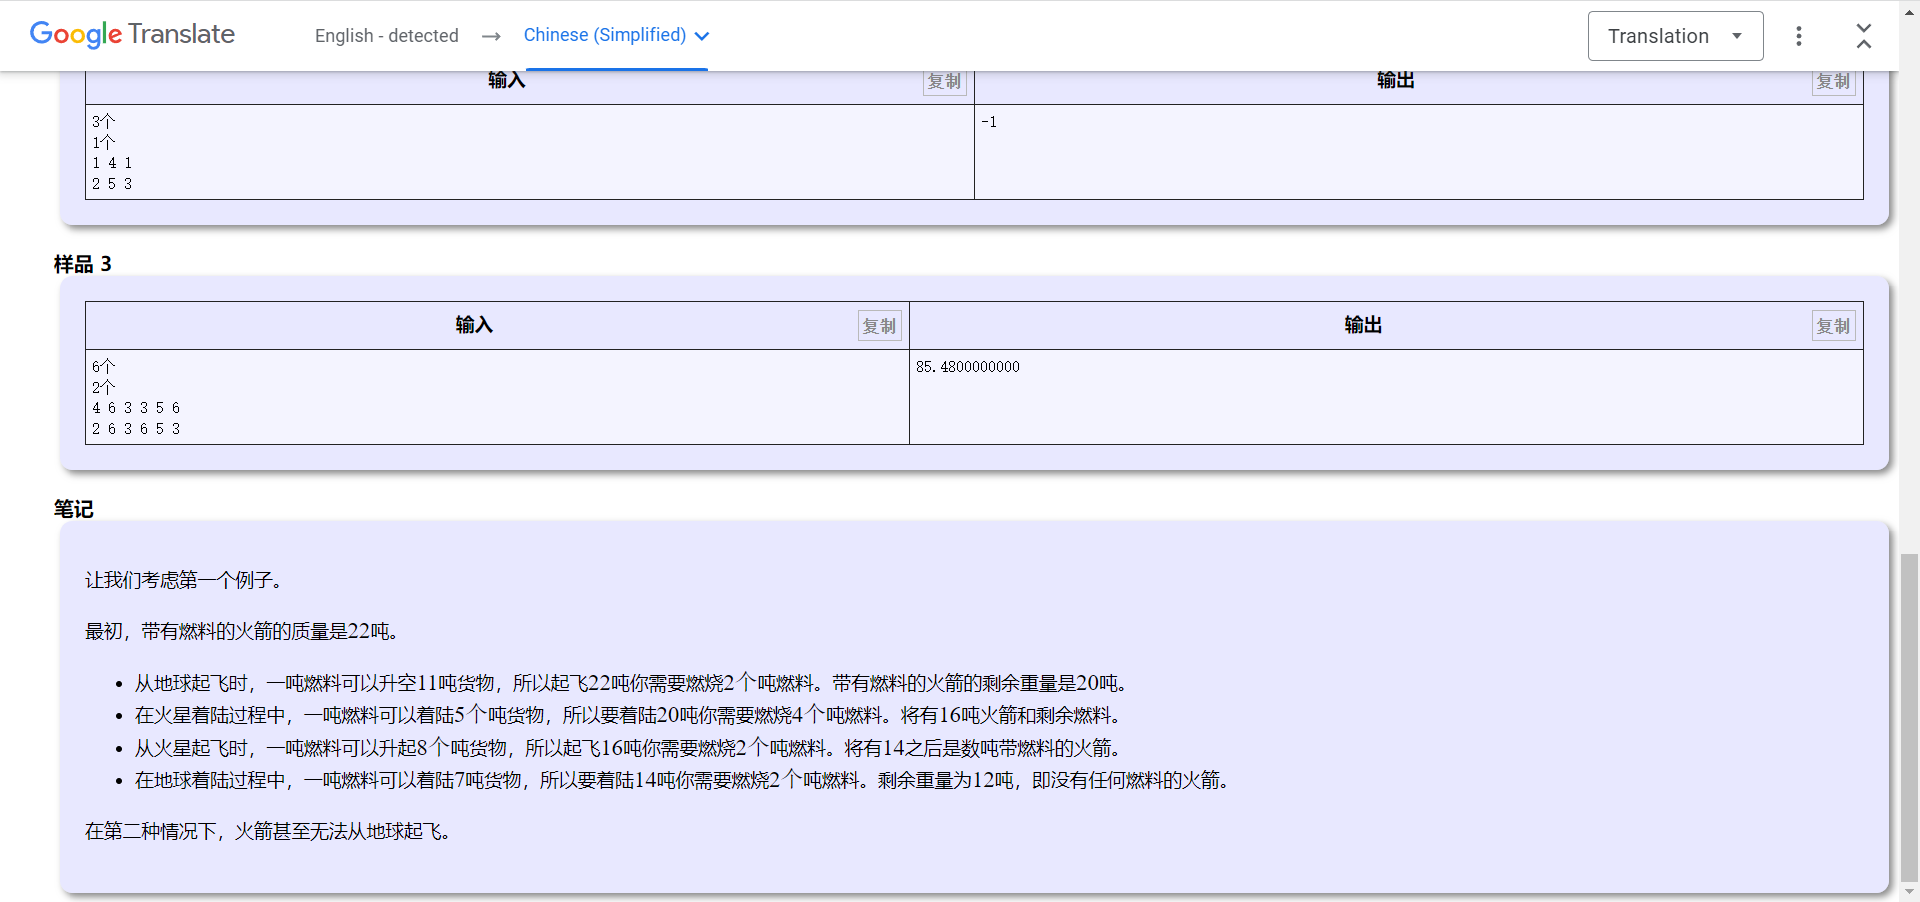 Google Translate English - detected → Chinese (Simplified) Translation
输入 复制 输出 复制
3个 -1
1个
1 4 1
2 5 3
样品 3
输入 复制 输出 复制
6个 85.4800000000
2个
4 6 3 3 5 6
2 6 3 6 5 3
笔记
让我们考虑第一个例子。
最初，带有燃料的火箭的质量是22吨。
• 从地球起飞时，一吨燃料可以升空11吨货物，所以起飞22吨你需要燃烧2个吨燃料。带有燃料的火箭的剩余重量是20吨。
• 在火星着陆过程中，一吨燃料可以着陆5个吨货物，所以要着陆20吨你需要燃烧4个吨燃料。将有16吨火箭和剩余燃料。
• 从火星起飞时，一吨燃料可以升起8个吨货物，所以起飞16吨你需要燃烧2个吨燃料。将有14之后是数吨带燃料的火箭。
• 在地球着陆过程中，一吨燃料可以着陆7吨货物，所以要着陆14吨你需要燃烧2个吨燃料。剩余重量为12吨，即没有任何燃料的火箭。
在第二种情况下，火箭甚至无法从地球起飞。